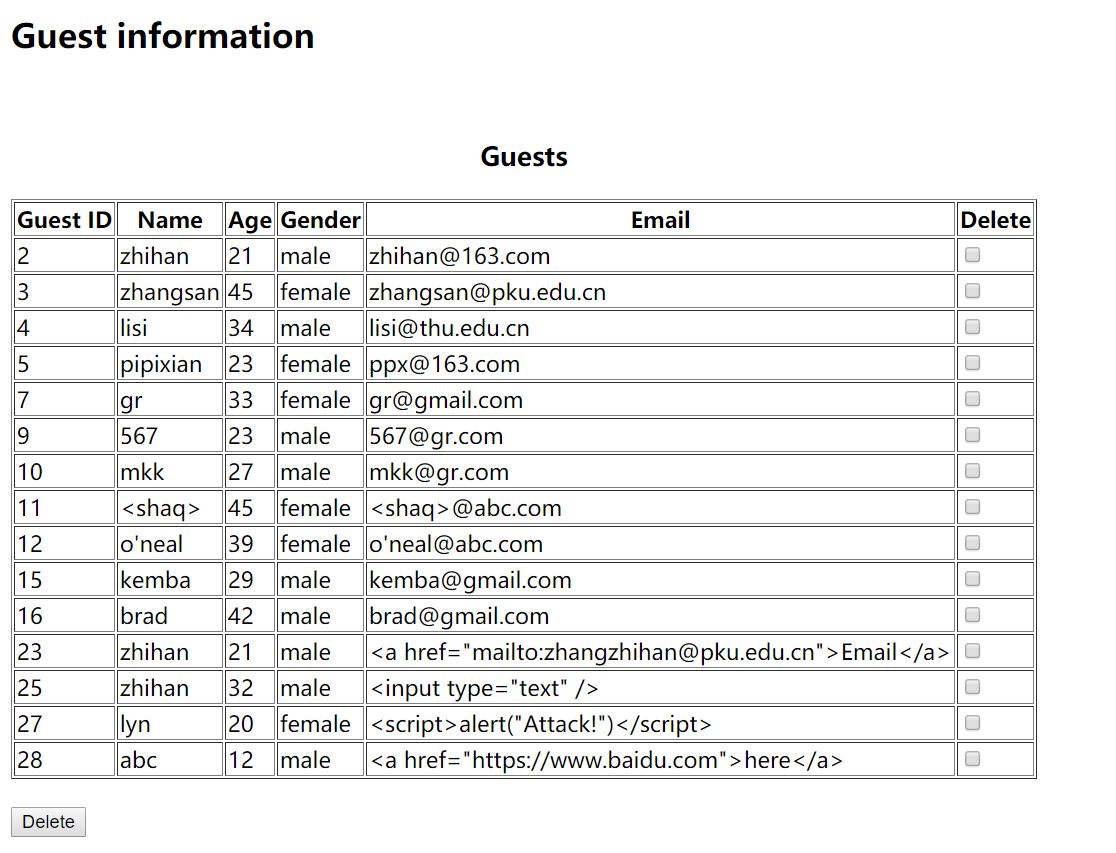 Guest information
Guests
Guest ID Name Age Gender Email Delete
2 zhihan 21 male zhihan@163.com
3 zhangsan 45 female zhangsan@pku.edu.cn
4 lisi 34 male lisi@thu.edu.cn
5 pipixian 23 female ppx@163.com
7 gr 33 female gr@gmail.com
9 567 23 male 567@gr.com
10 mkk 27 male mkk@gr.com
11 <shaq> 45 female <shaq>@abc.com
12 o'neal 39 female o'neal@abc.com
15 kemba 29 male kemba@gmail.com
16 brad 42 male brad@gmail.com
23 zhihan 21 male <a href="mailto:zhangzhihan@pku.edu.cn">Email</a>
25 zhihan 32 male <input type="text" />
27 lyn 20 female <script>alert("Attack!")</script>
28 abc 12 male <a href="https://www.baidu.com">here</a>
Delete